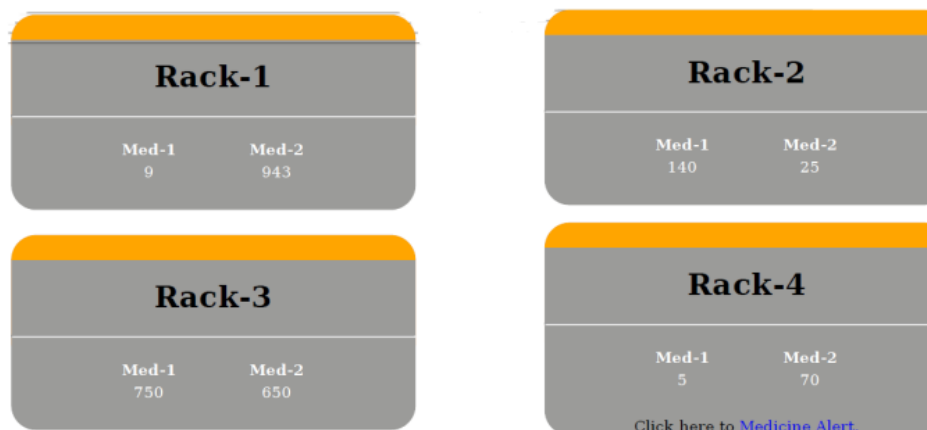 Rack-1
Med-1 Med-2
9 943
Rack-2
Med-1 Med-2
140 25
Rack-3
Med-1 Med-2
750 650
Rack-4
Med-1 Med-2
5 70
Click here to Medicine Alert.